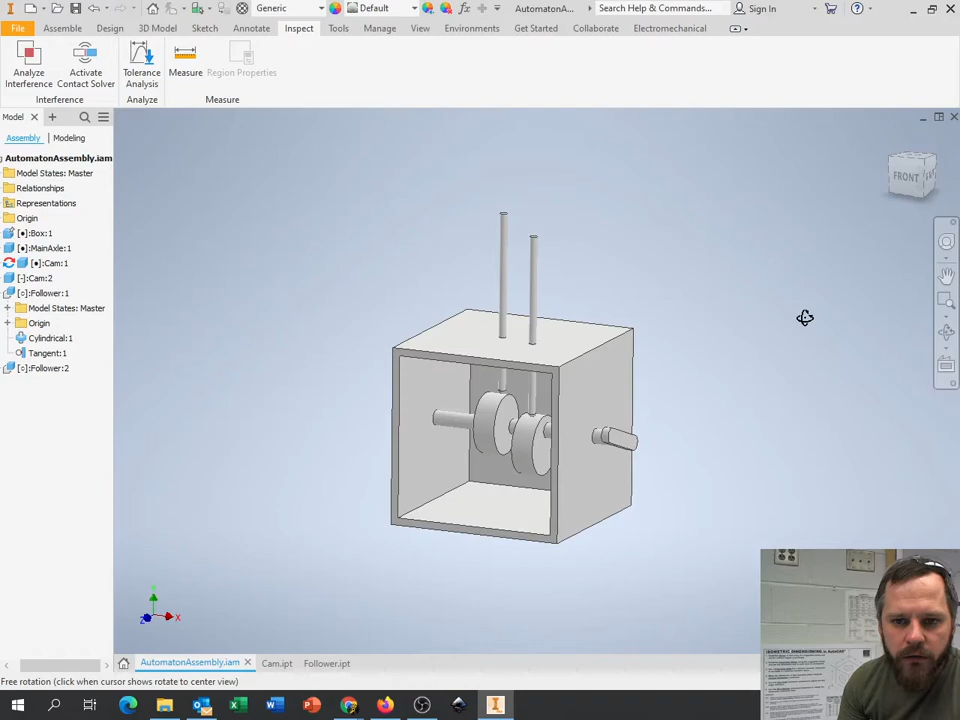 Generic
Default
AutomatonA...
Search Help & Commands...
Sign In
File
Assemble
Design
3D Model
Sketch
Annotate
Inspect
Tools
Manage
View
Environments
Get Started
Collaborate
Electromechanical
Analyze
Interference
Activate
Contact Solver
Tolerance
Analysis
Measure
Region Properties
Interference
Analyze
Measure
Model
Assembly
Modeling
AutomatonAssembly.iam
Model States: Master
Relationships
Representations
Origin
[•]:Box:1
[•]:MainAxle:1
[•]:Cam:1
[-]:Cam:2
[○]:Follower:1
Model States: Master
Origin
Cylindrical:1
Tangent:1
[○]:Follower:2
FRONT
Y
X
Z
AutomatonAssembly.iam
Cam.ipt
Follower.ipt
Free rotation (click when cursor shows rotate to center view)
ISOMETRIC DIMENSIONING in AutoCAD